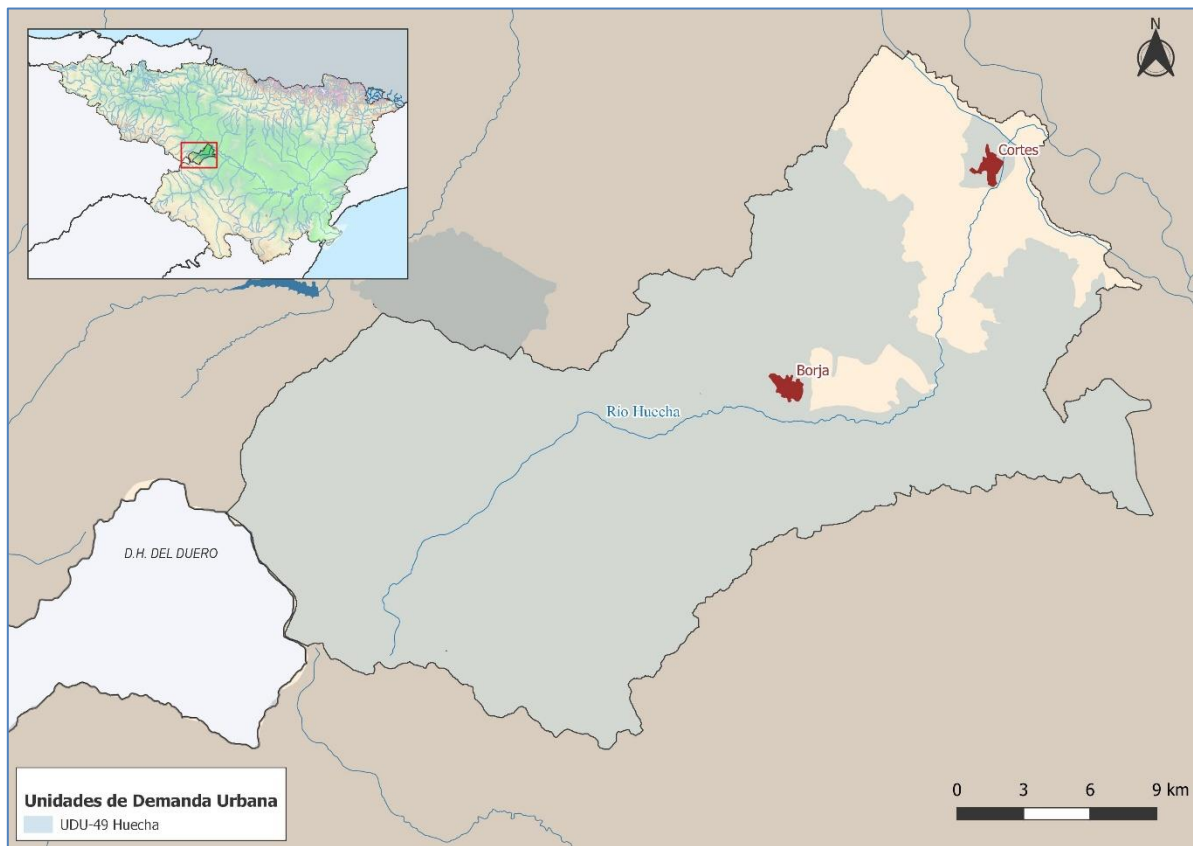 N
Cortes
Borja
Río Huecha
D.H. DEL DUERO
Unidades de Demanda Urbana
UDU-49 Huecha
0 3 6 9 km